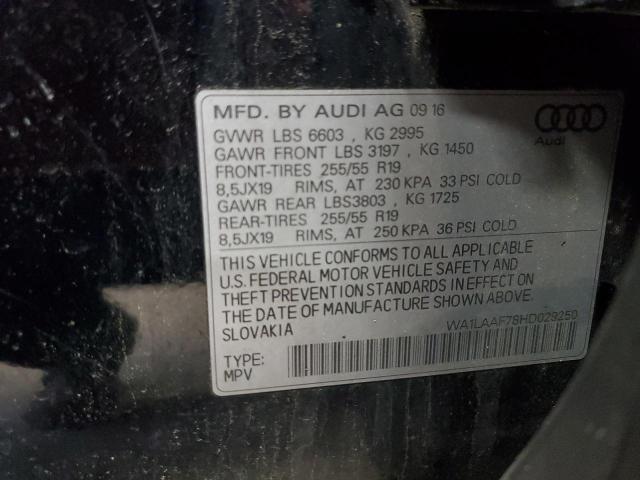 MFD. BY AUDI AG 09 16
GVWR LBS 6603 , KG 2995
GAWR FRONT LBS 3197 , KG 1450
FRONT-TIRES 255/55 R19
8,5JX19 RIMS, AT 230 KPA 33 PSI COLD
GAWR REAR LBS3803 , KG 1725
REAR-TIRES 255/55 R19
8,5JX19 RIMS, AT 250 KPA 36 PSI COLD
Audi
THIS VEHICLE CONFORMS TO ALL APPLICABLE
U.S. FEDERAL MOTOR VEHICLE SAFETY AND
THEFT PREVENTION STANDARDS IN EFFECT ON
THE DATE OF MANUFACTURE SHOWN ABOVE.
SLOVAKIA
WA1LAAF78HD029250
TYPE:
MPV